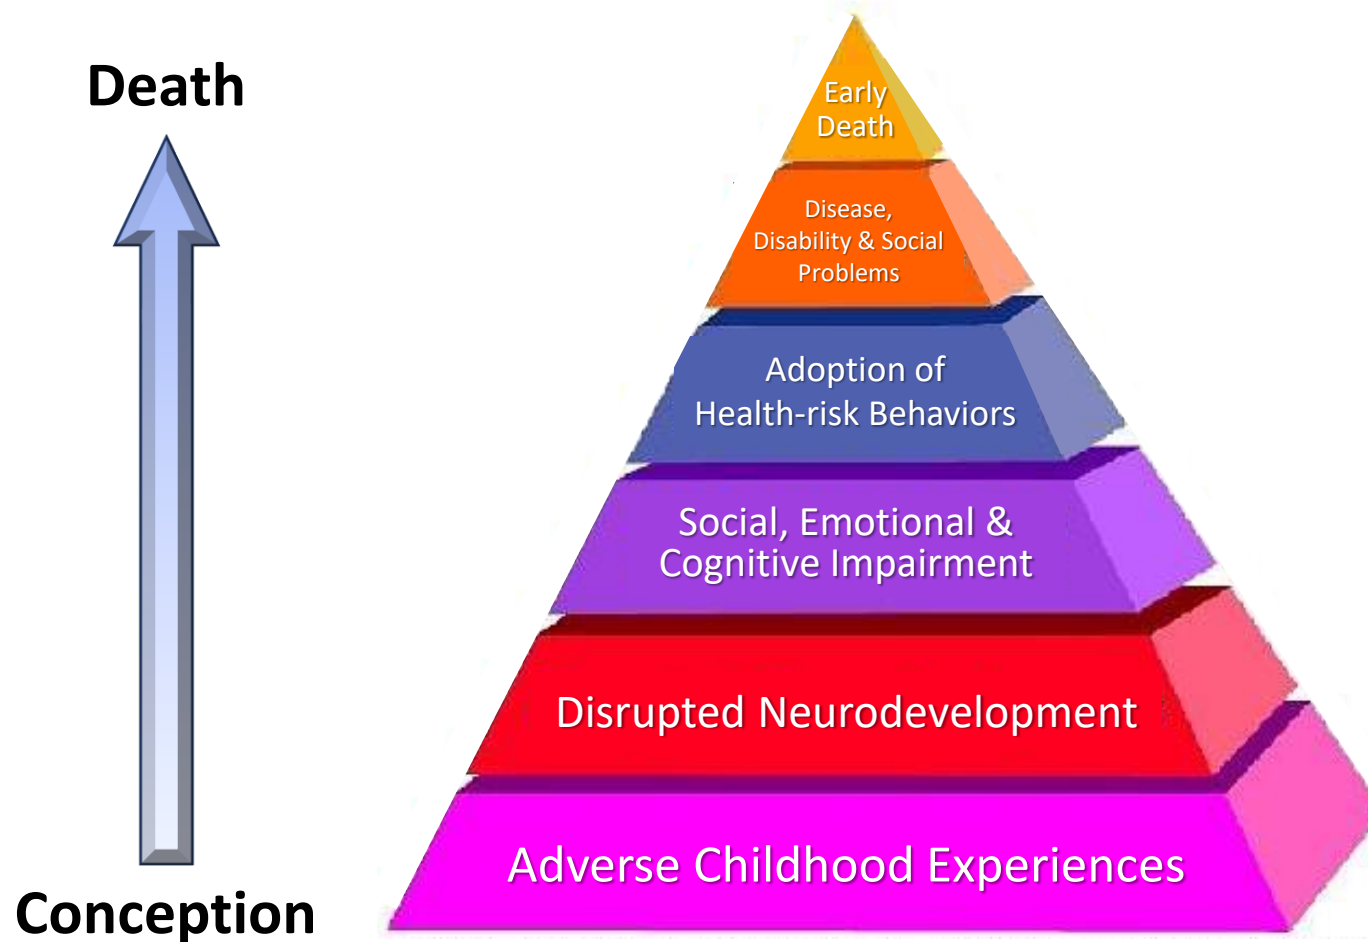 Death
Early
Death
Disease,
Disability & Social
Problems
Adoption of
Health-risk Behaviors
Social, Emotional &
Cognitive Impairment
Disrupted Neurodevelopment
Adverse Childhood Experiences
Conception